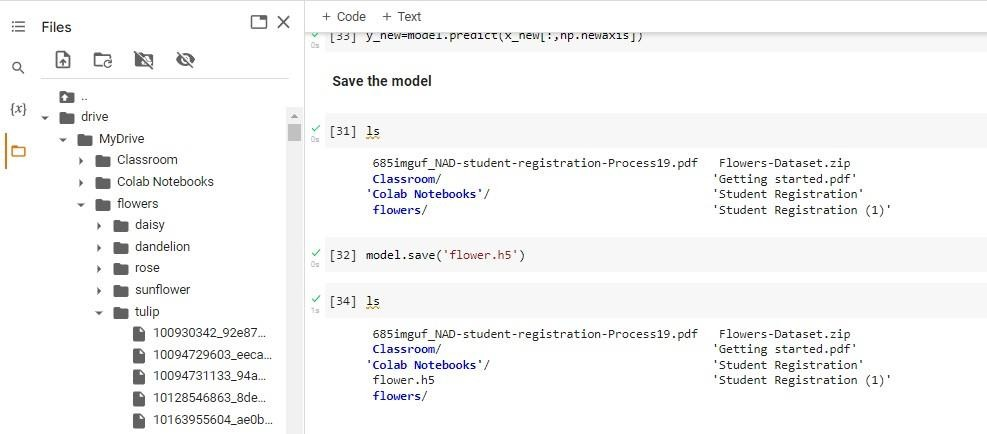 Files
..
drive
MyDrive
Classroom
Colab Notebooks
flowers
daisy
dandelion
rose
sunflower
tulip
100930342_92e87...
10094729603_eeca...
10094731133_94a...
10128546863_8de...
10163955604_ae0b...
{x}
+ Code + Text
0s [33] y_new=model.predict(x_new[:,np.newaxis])
Save the model
[31] ls
0s
685imguf_NAD-student-registration-Process19.pdf Flowers-Dataset.zip
Classroom/ 'Getting started.pdf'
'Colab Notebooks'/ 'Student Registration'
flowers/ 'Student Registration (1)'
[32] model.save('flower.h5')
0s
[34] ls
1s
685imguf_NAD-student-registration-Process19.pdf Flowers-Dataset.zip
Classroom/ 'Getting started.pdf'
'Colab Notebooks'/ 'Student Registration'
flower.h5 'Student Registration (1)'
flowers/